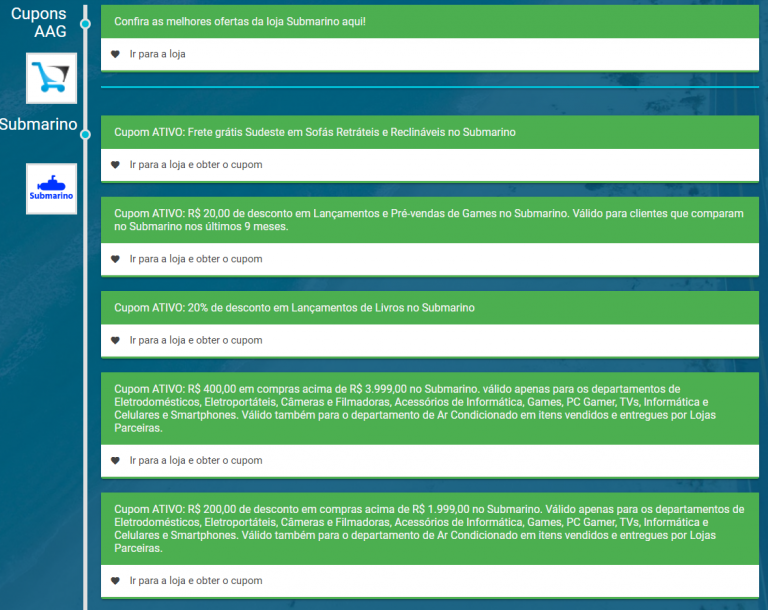 Cupons
AAG
Submarino
Submarino
Confira as melhores ofertas da loja Submarino aqui!
Ir para a loja
Cupom ATIVO: Frete grátis Sudeste em Sofás Retráteis e Reclináveis no Submarino
Ir para a loja e obter o cupom
Cupom ATIVO: R$ 20,00 de desconto em Lançamentos e Pré-vendas de Games no Submarino. Válido para clientes que comparam
no Submarino nos últimos 9 meses.
Ir para a loja e obter o cupom
Cupom ATIVO: 20% de desconto em Lançamentos de Livros no Submarino
Ir para a loja e obter o cupom
Cupom ATIVO: R$ 400,00 em compras acima de R$ 3.999,00 no Submarino. válido apenas para os departamentos de
Eletrodomésticos, Eletroportáteis, Câmeras e Filmadoras, Acessórios de Informática, Games, PC Gamer, TVs, Informática e
Celulares e Smartphones. Válido também para o departamento de Ar Condicionado em itens vendidos e entregues por Lojas
Parceiras.
Ir para a loja e obter o cupom
Cupom ATIVO: R$ 200,00 de desconto em compras acima de R$ 1.999,00 no Submarino. Válido apenas para os departamentos de
Eletrodomésticos, Eletroportáteis, Câmeras e Filmadoras, Acessórios de Informática, Games, PC Gamer, TVs, Informática e
Celulares e Smartphones. Válido também para o departamento de Ar Condicionado em itens vendidos e entregues por Lojas
Parceiras.
Ir para a loja e obter o cupom